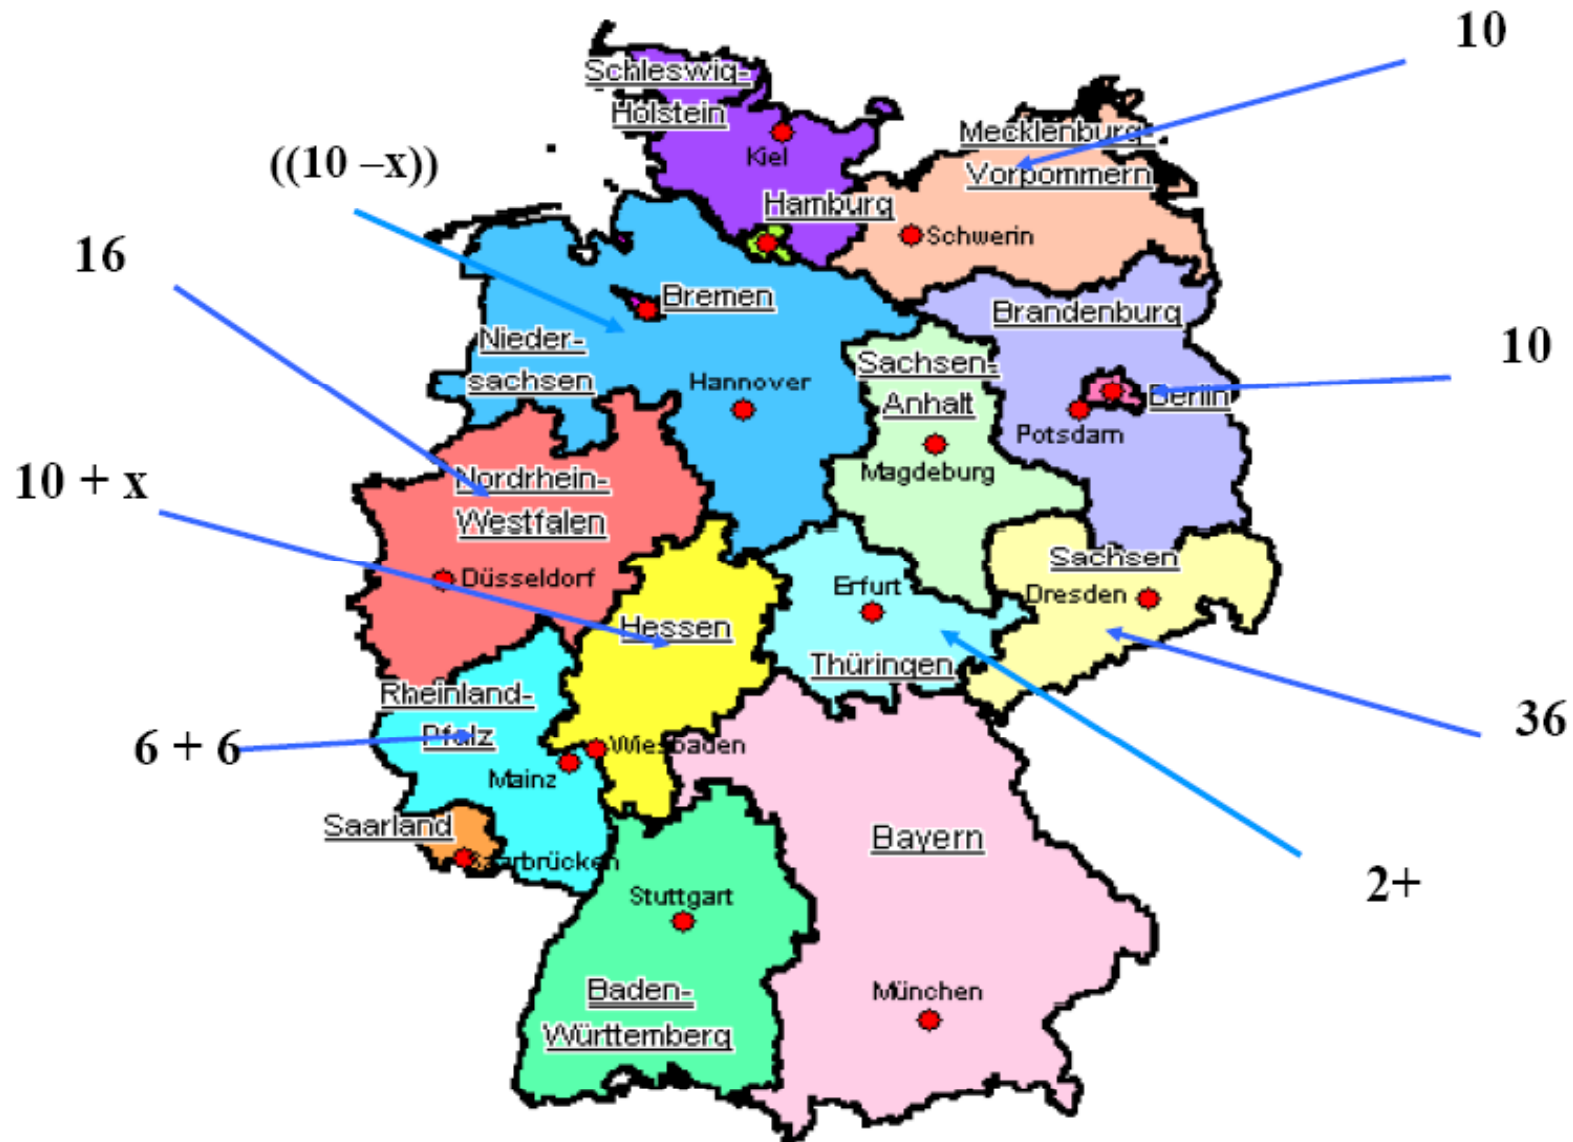 10
Schleswig-
Holstein
Kiel
Mecklenburg-
Vorpommern
((10 –x))
Hamburg
Schwerin
16
Bremen
Brandenburg
Nieder-
sachsen
Hannover
Sachsen-
Anhalt
10
Berlin
Potsdam
Magdeburg
10 + x
Nordrhein-
Westfalen
Düsseldorf
Sachsen
Dresden
Erfurt
Hessen
Thüringen
Rheinland-
Pfalz
36
6 + 6
Wiesbaden
Mainz
Saarland
Saarbrücken
Bayern
2+
Stuttgart
Baden-
Württemberg
München